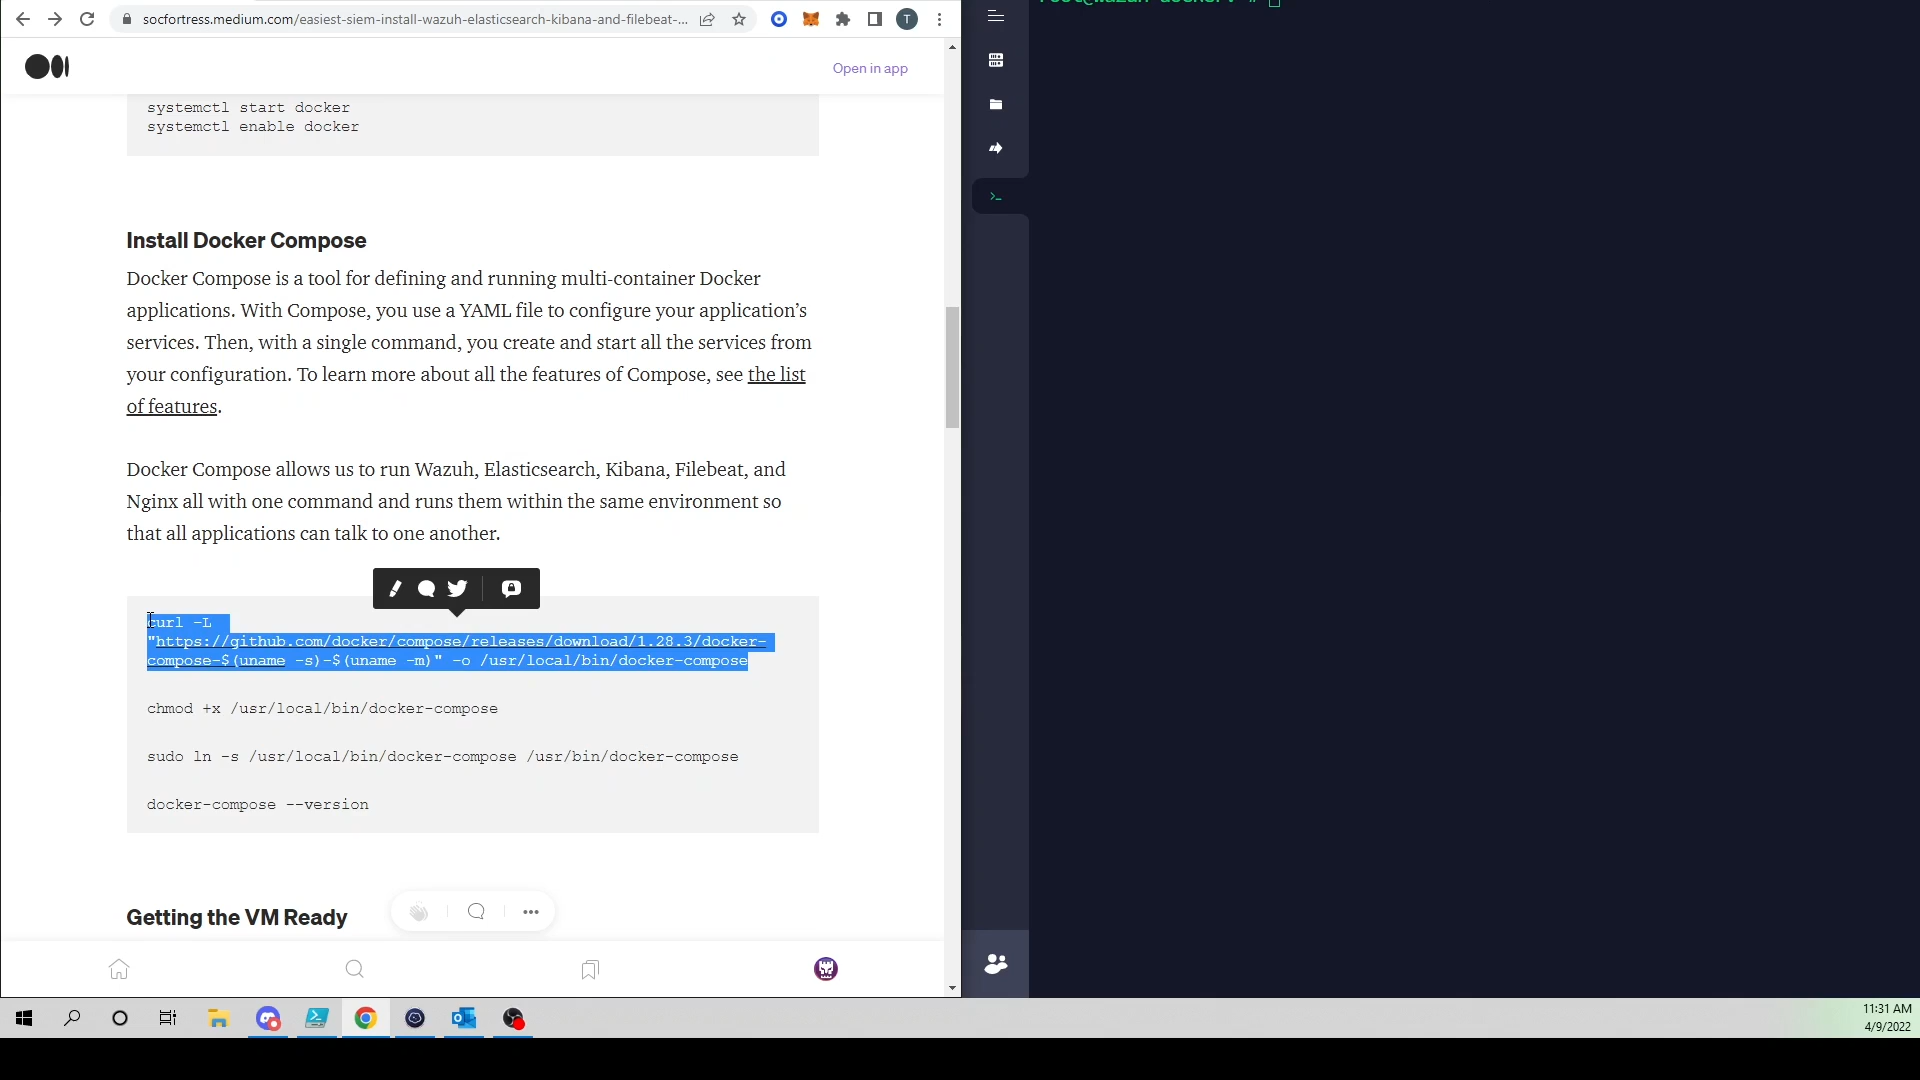 socfortress.medium.com/easiest-siem-install-wazuh-elasticsearch-kibana-and-filebeat-...
T
Open in app
systemctl start docker
systemctl enable docker
Install Docker Compose
Docker Compose is a tool for defining and running multi-container Docker
applications. With Compose, you use a YAML file to configure your application’s
services. Then, with a single command, you create and start all the services from
your configuration. To learn more about all the features of Compose, see the list
of features.
Docker Compose allows us to run Wazuh, Elasticsearch, Kibana, Filebeat, and
Nginx all with one command and runs them within the same environment so
that all applications can talk to one another.
curl -L
"https://github.com/docker/compose/releases/download/1.28.3/docker-
compose-$(uname -s)-$(uname -m)" -o /usr/local/bin/docker-compose
chmod +x /usr/local/bin/docker-compose
sudo ln -s /usr/local/bin/docker-compose /usr/bin/docker-compose
docker-compose --version
Getting the VM Ready
11:31 AM
4/9/2022